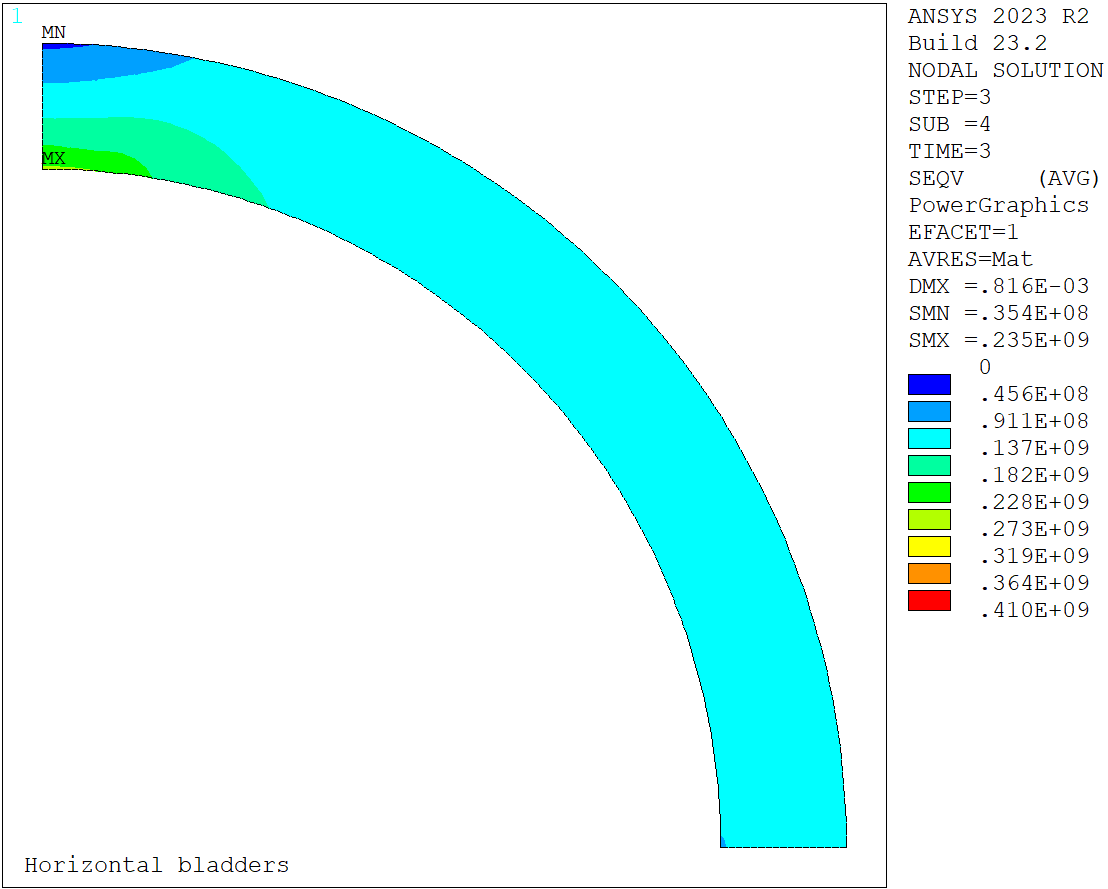 1
MN
MX
Horizontal bladders
ANSYS 2023 R2
Build 23.2
NODAL SOLUTION
STEP=3
SUB =4
TIME=3
SEQV     (AVG)
PowerGraphics
EFACET=1
AVRES=Mat
DMX =.816E-03
SMN =.354E+08
SMX =.235E+09
0
.456E+08
.911E+08
.137E+09
.182E+09
.228E+09
.273E+09
.319E+09
.364E+09
.410E+09